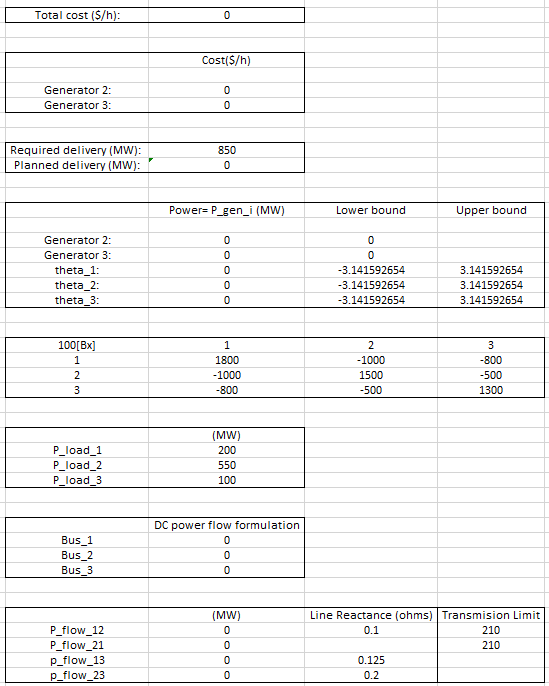 Total cost ($/h): 0
Cost($/h)
Generator 2: 0
Generator 3: 0
Required delivery (MW): 850
Planned delivery (MW): 0
Power= P_gen_i (MW) Lower bound Upper bound
Generator 2: 0 0
Generator 3: 0 0
theta_1: 0 -3.141592654 3.141592654
theta_2: 0 -3.141592654 3.141592654
theta_3: 0 -3.141592654 3.141592654
100[Bx] 1 2 3
1 1800 -1000 -800
2 -1000 1500 -500
3 -800 -500 1300
(MW)
P_load_1 200
P_load_2 550
P_load_3 100
DC power flow formulation
Bus_1 0
Bus_2 0
Bus_3 0
(MW) Line Reactance (ohms) Transmision Limit
P_flow_12 0 0.1 210
P_flow_21 0 210
p_flow_13 0 0.125
p_flow_23 0 0.2